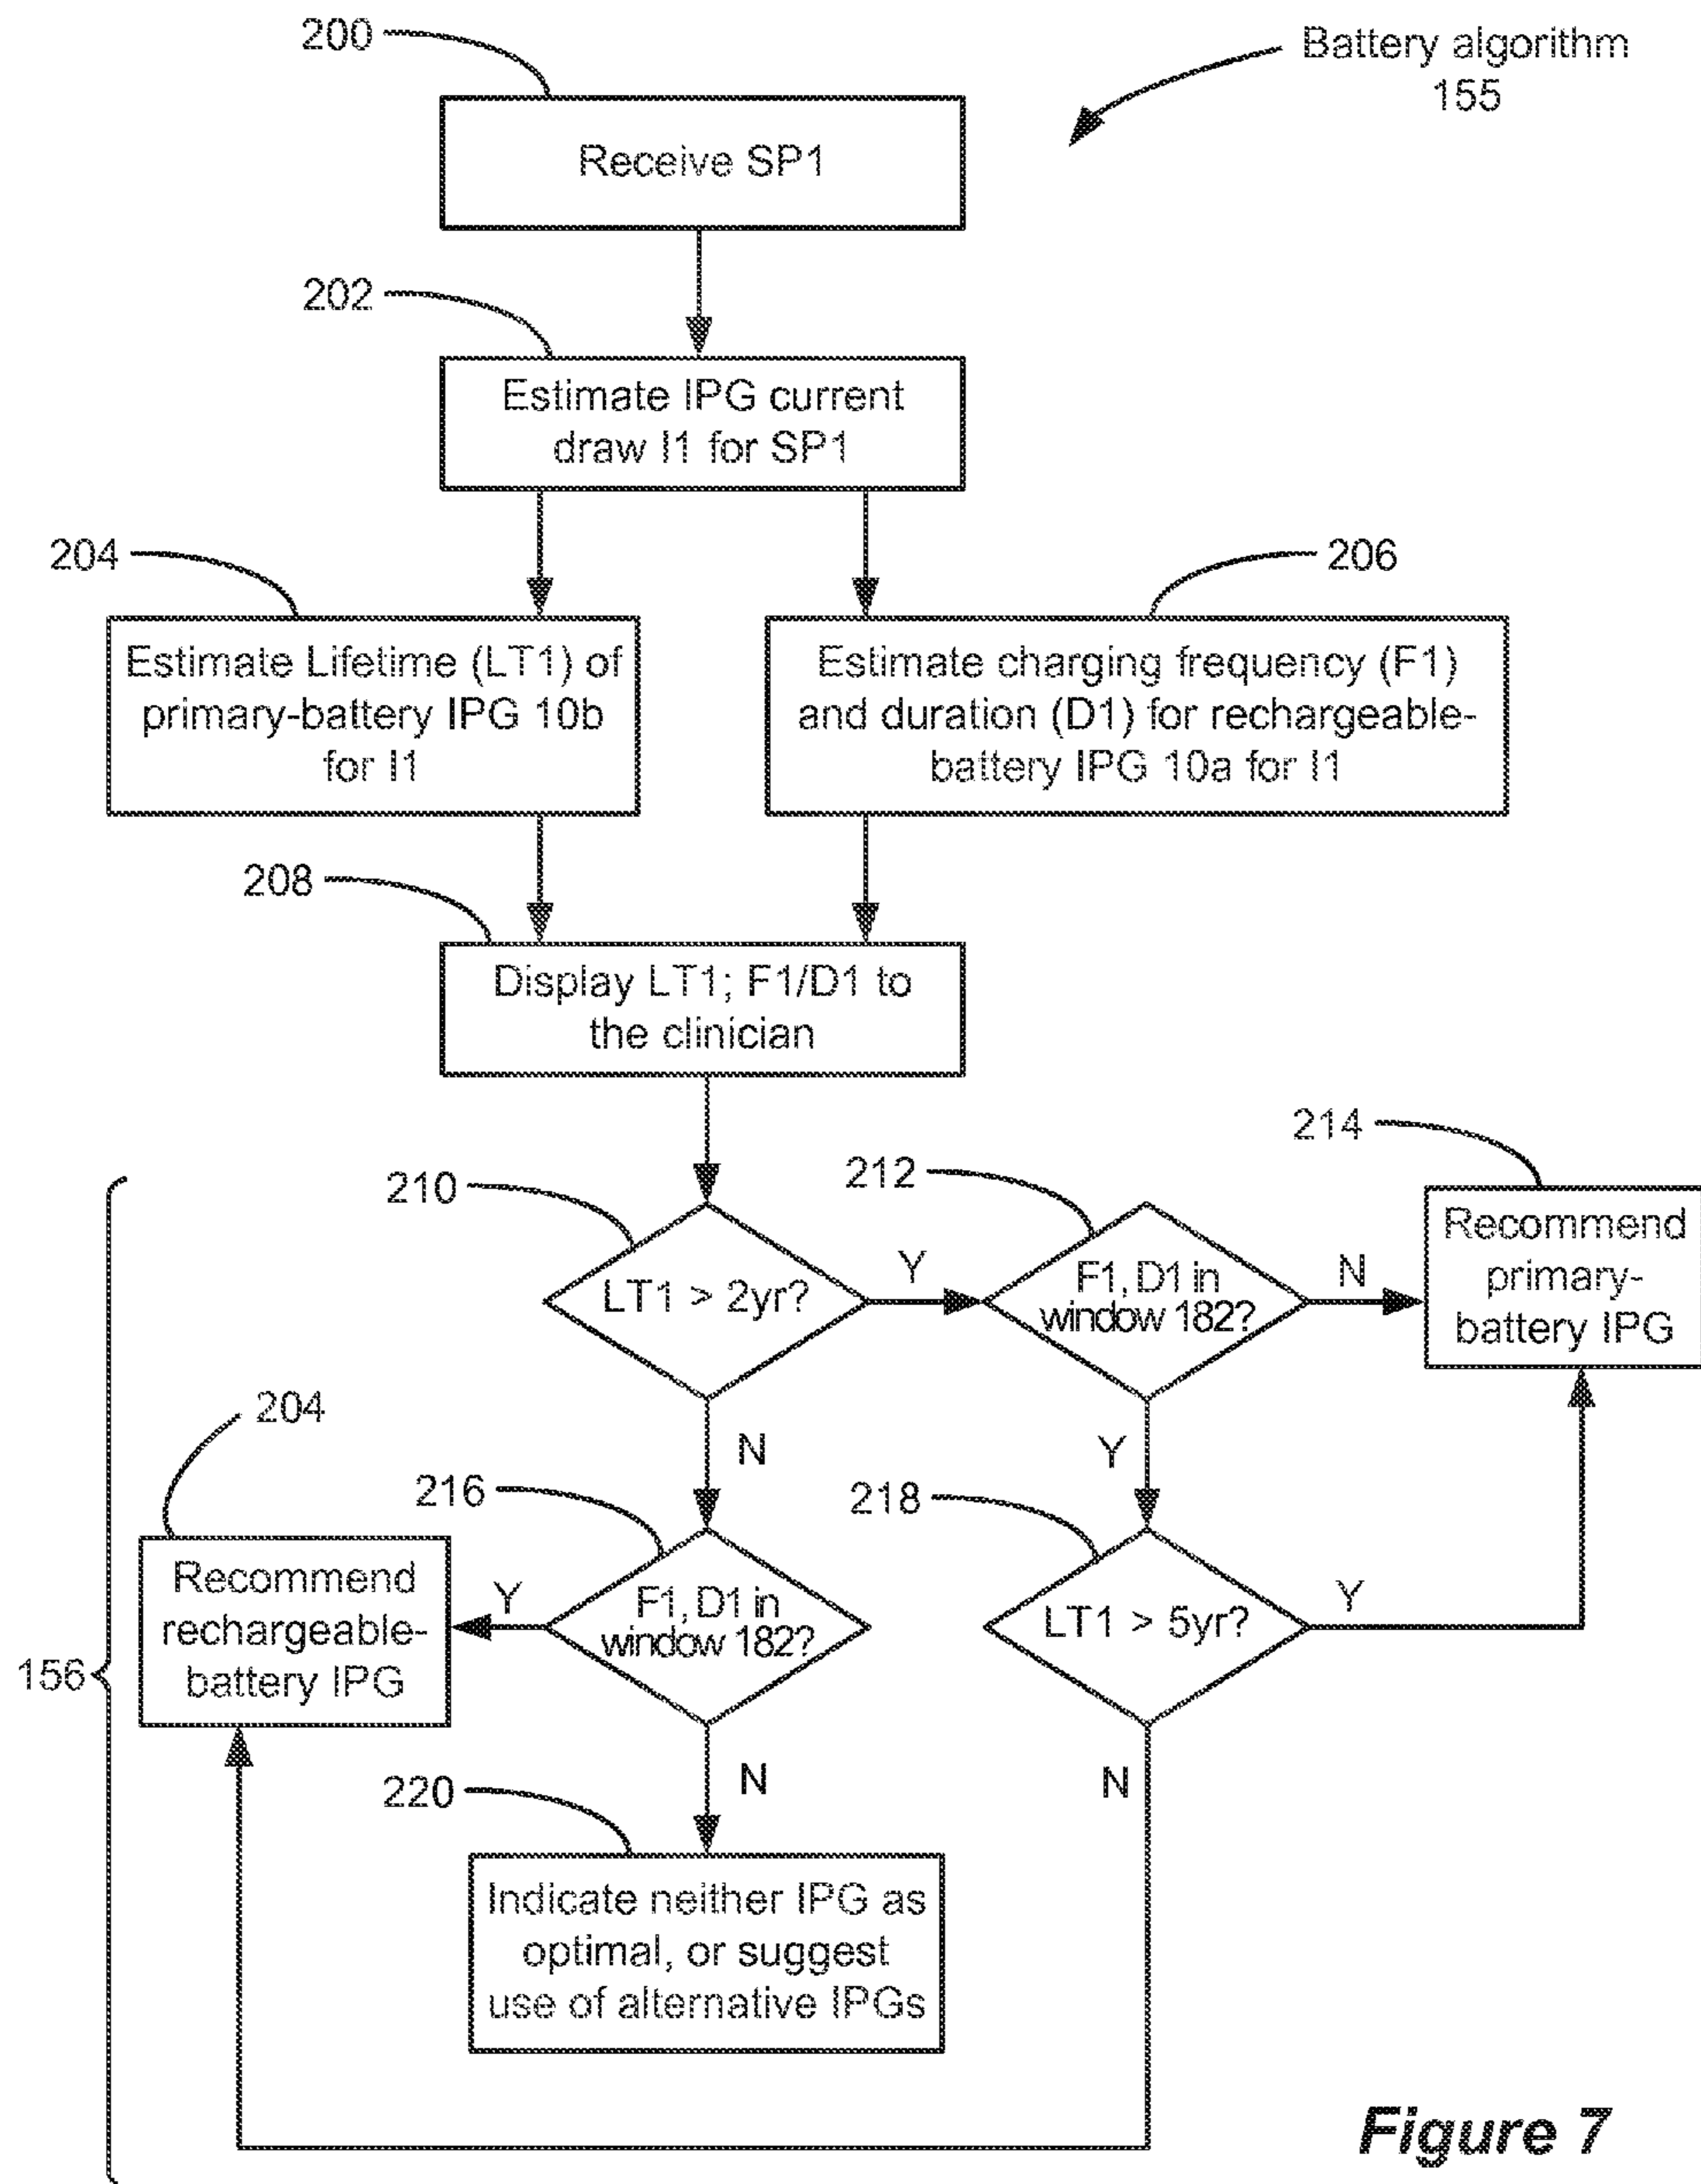 200
Battery algorithm
155
Receive SP1
202
Estimate IPG current
draw I1 for SP1
204
206
Estimate Lifetime (LT1) of
primary-battery IPG 10b
for I1
Estimate charging frequency (F1)
and duration (D1) for rechargeable-
battery IPG 10a for I1
208
Display LT1; F1/D1 to
the clinician
214
210
212
Recommend
primary-
battery IPG
LT1 > 2yr?
Y
F1, D1 in
window 182?
N
204
N
Y
216
218
Recommend
rechargeable-
battery IPG
Y
F1, D1 in
window 182?
LT1 > 5yr?
Y
156
220
N
N
Indicate neither IPG as
optimal, or suggest
use of alternative IPGs
Figure 7